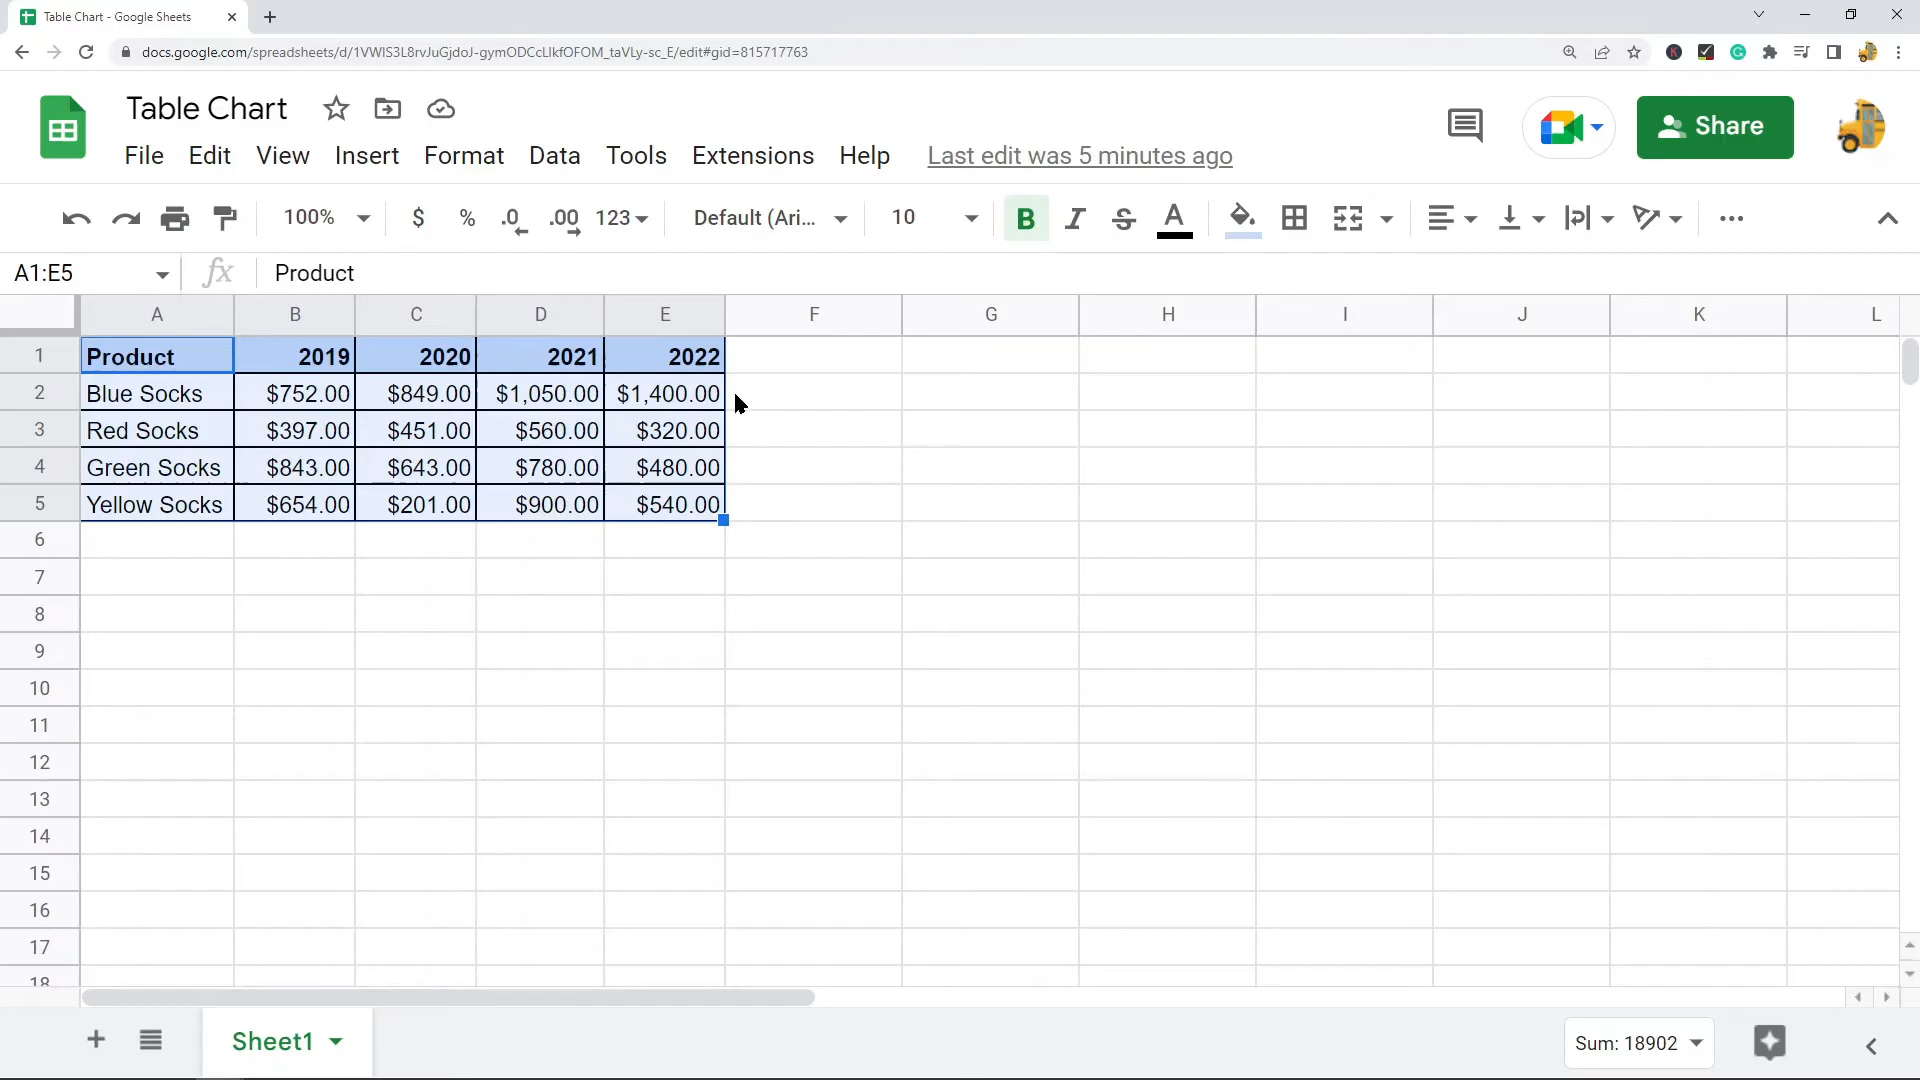 Table Chart - Google Sheets
docs.google.com/spreadsheets/d/1VWIS3L8rvJuGjdoJ-gymODCcLIkfOFOM_taVLy-sc_E/edit#gid=815717763
Table Chart
Share
File Edit View Insert Format Data Tools Extensions Help Last edit was 5 minutes ago
100% $ % .0 .00 123 Default (Ari... 10 B I S A
A1:E5 fx Product
A B C D E F G H I J K L
1 Product 2019 2020 2021 2022
2 Blue Socks $752.00 $849.00 $1,050.00 $1,400.00
3 Red Socks $397.00 $451.00 $560.00 $320.00
4 Green Socks $843.00 $643.00 $780.00 $480.00
5 Yellow Socks $654.00 $201.00 $900.00 $540.00
6
7
8
9
10
11
12
13
14
15
16
17
18
Sheet1 Sum: 18902